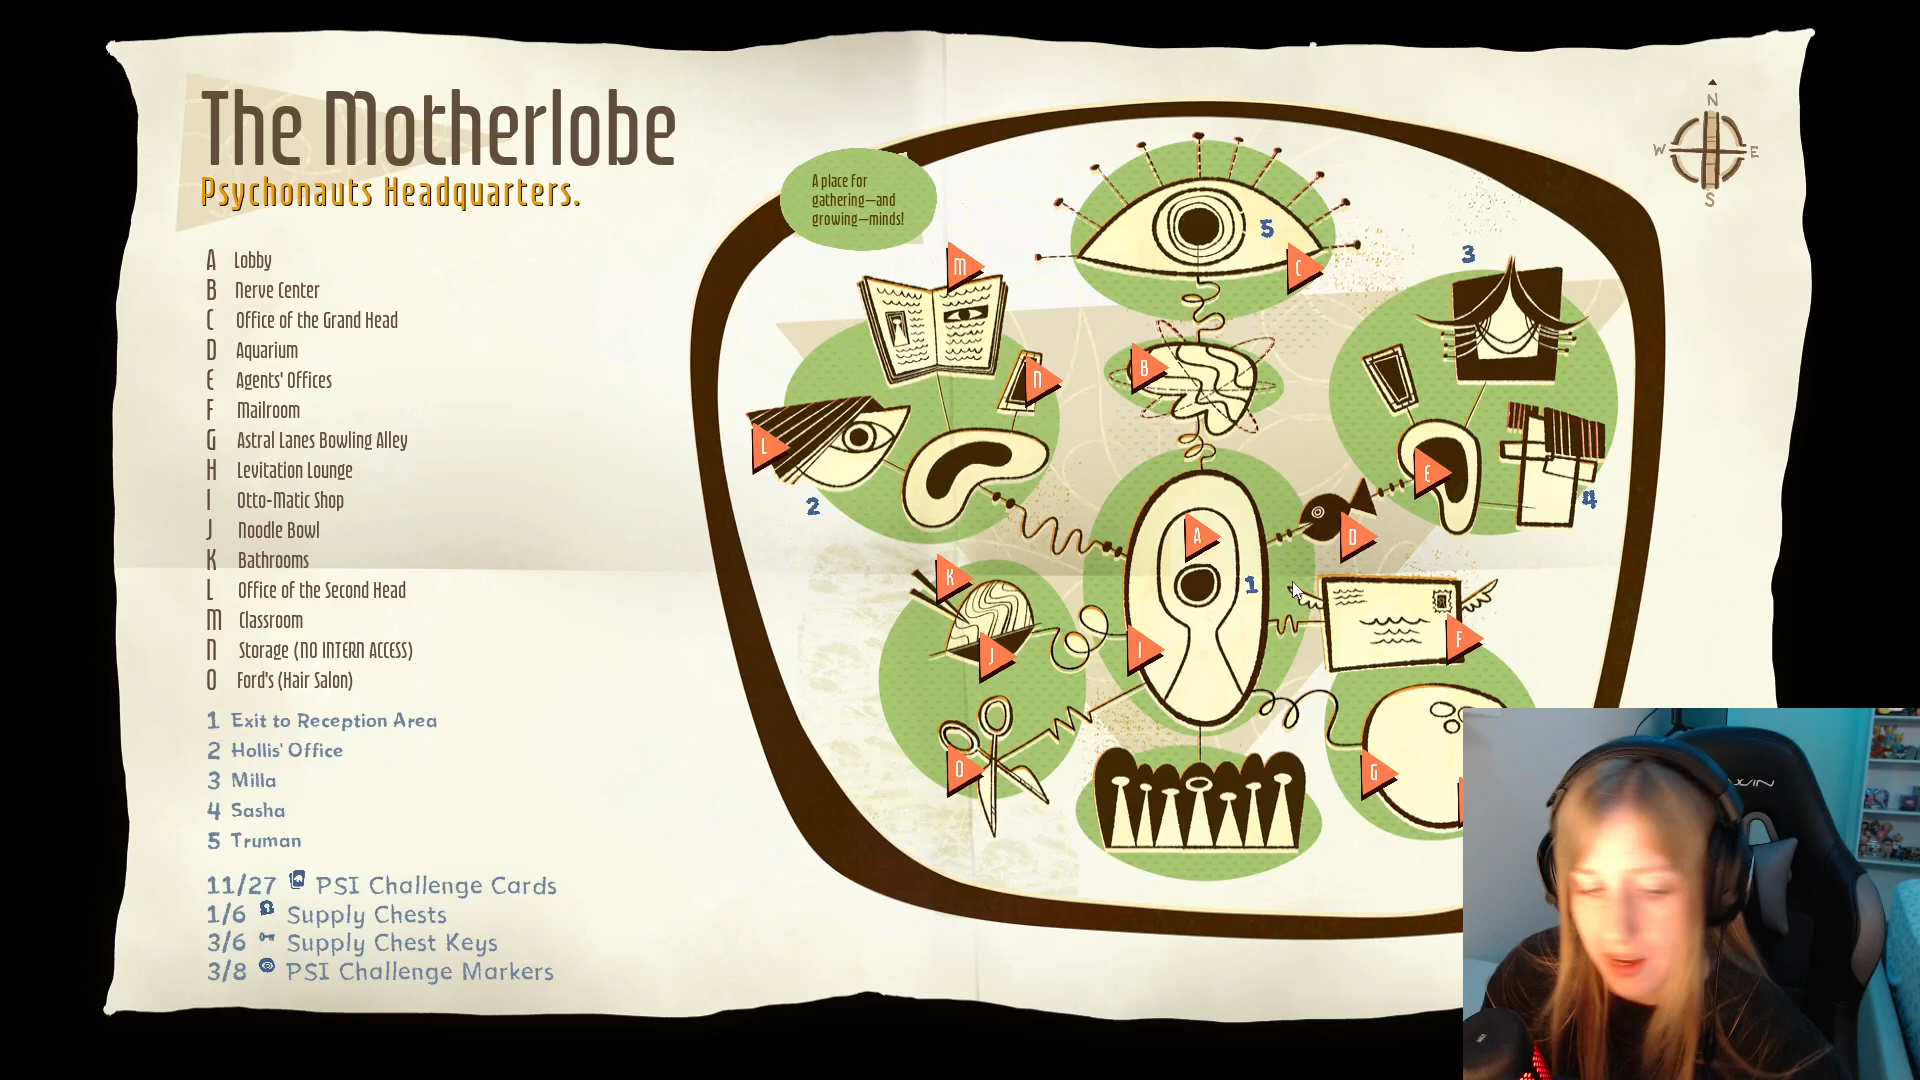 The Motherlobe
Psychonauts Headquarters.
A place for
gathering—and
growing—minds!
N
W E
S
A Lobby
B Nerve Center
C Office of the Grand Head
D Aquarium
E Agents' Offices
F Mailroom
G Astral Lanes Bowling Alley
H Levitation Lounge
I Otto-Matic Shop
J Noodle Bowl
K Bathrooms
L Office of the Second Head
M Classroom
N Storage (NO INTERN ACCESS)
O Ford's (Hair Salon)
1 Exit to Reception Area
2 Hollis' Office
3 Milla
4 Sasha
5 Truman
11/27 PSI Challenge Cards
1/6 Supply Chests
3/6 Supply Chest Keys
3/8 PSI Challenge Markers
5
3
M
C
B
N
L
E
2
4
A
D
K
1
J
I
F
O
G